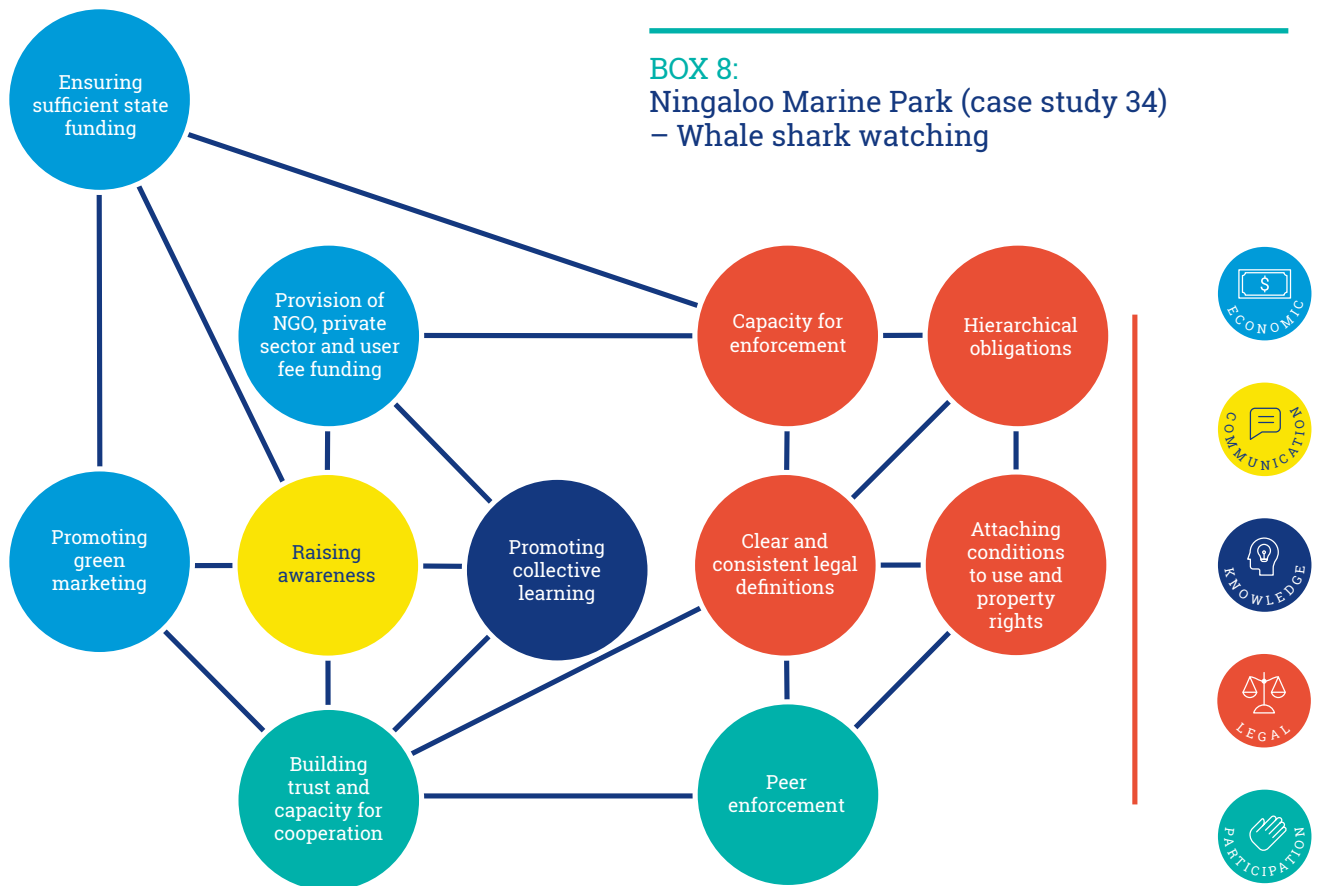 BOX 8:
Ningaloo Marine Park (case study 34)
– Whale shark watching
Ensuring
sufficient state
funding
Provision of
NGO, private
sector and user
fee funding
Capacity for
enforcement
Hierarchical
obligations
Promoting
green
marketing
Raising
awareness
Promoting
collective
learning
Clear and
consistent legal
definitions
Attaching
conditions
to use and
property
rights
Building
trust and
capacity for
cooperation
Peer
enforcement
$
ECONOMIC
COMMUNICATION
KNOWLEDGE
LEGAL
PARTICIPATION